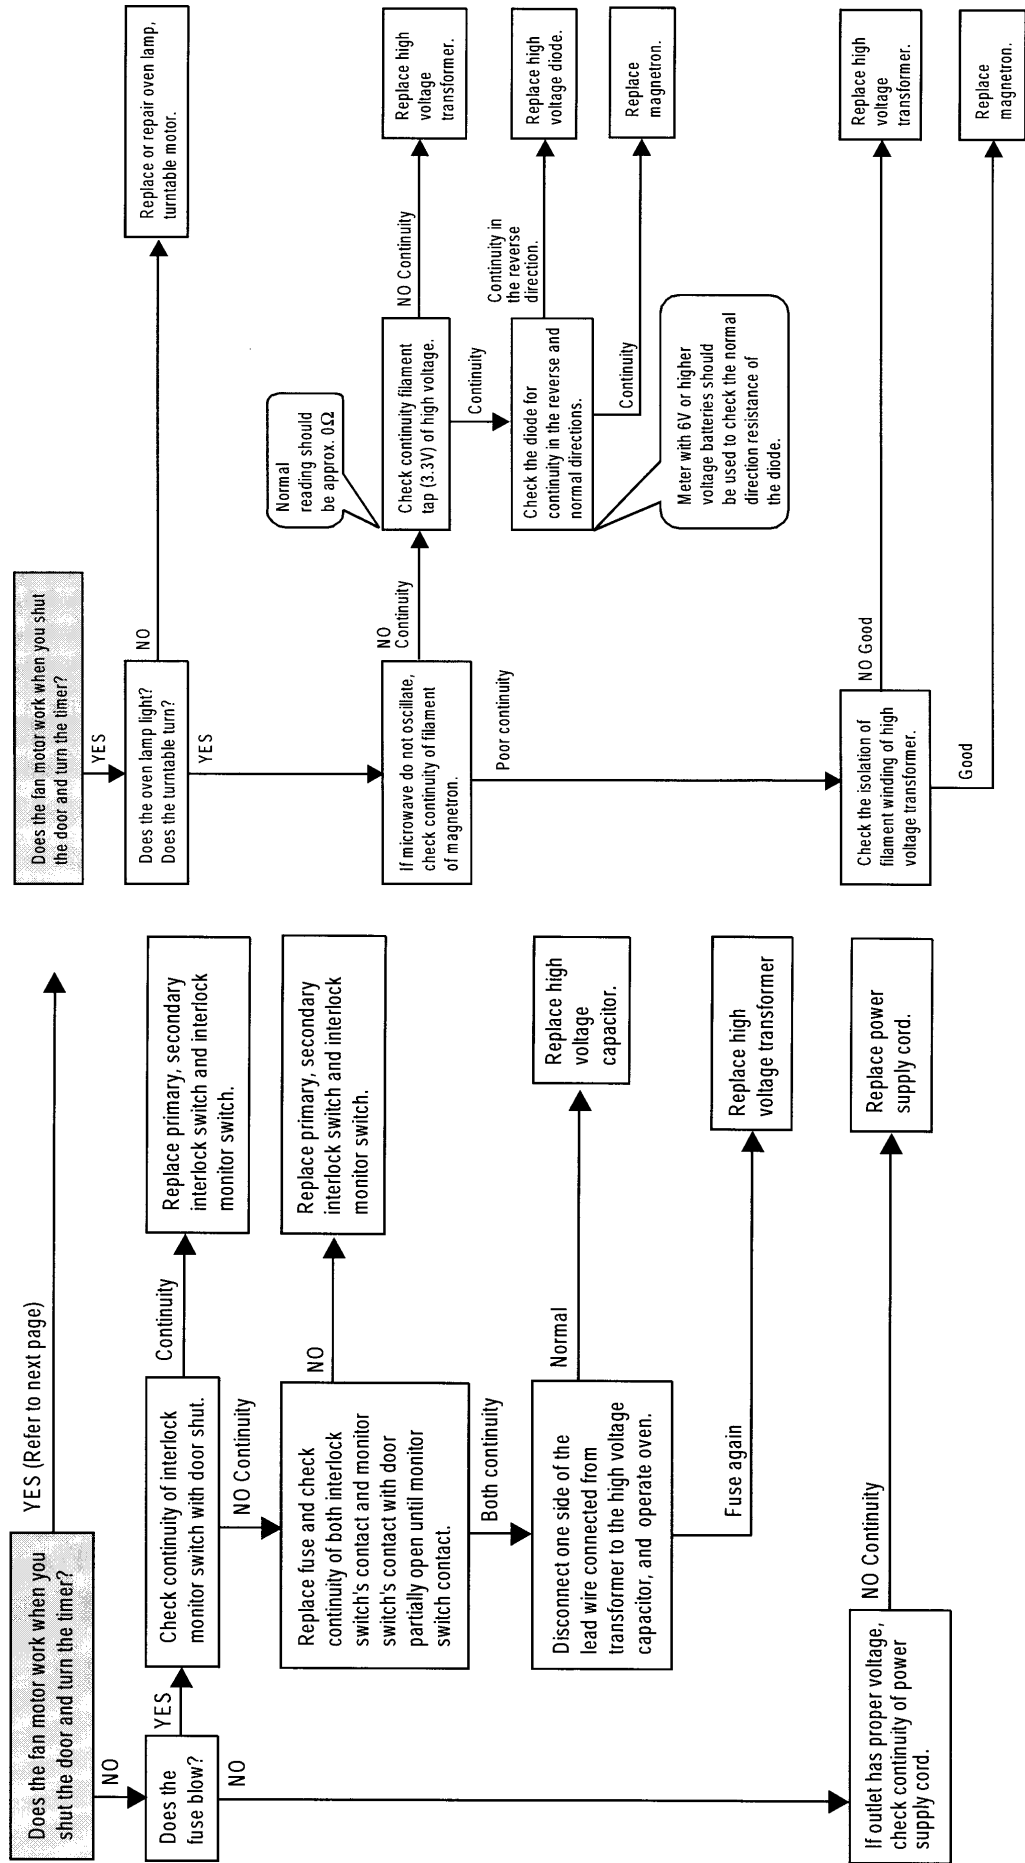 Does the fan motor work when you
shut the door and turn the timer?
YES (Refer to next page)
NO
Does the
fuse blow?
YES
Check continuity of interlock
monitor switch with door shut.
Continuity
Replace primary, secondary
interlock switch and interlock
monitor switch.
NO Continuity
Replace fuse and check
continuity of both interlock
switch's contact and monitor
switch's contact with door
partially open until monitor
switch contact.
NO
Replace primary, secondary
interlock switch and interlock
monitor switch.
Both continuity
Disconnect one side of the
lead wire connected from
transformer to the high voltage
capacitor, and operate oven.
Normal
Replace high
voltage
capacitor.
Fuse again
Replace high
voltage transformer
NO
If outlet has proper voltage,
check continuity of power
supply cord.
NO Continuity
Replace power
supply cord.
Does the fan motor work when you shut
the door and turn the timer?
YES
Does the oven lamp light?
Does the turntable turn?
NO
Replace or repair oven lamp,
turntable motor.
YES
If microwave do not oscillate,
check continuity of filament
of magnetron.
NO
Continuity
Normal
reading should
be approx. 0Ω
Check continuity filament
tap (3.3V) of high voltage.
NO Continuity
Replace high
voltage
transformer.
Continuity
Check the diode for
continuity in the reverse and
normal directions.
Continuity in
the reverse
direction.
Replace high
voltage diode.
Continuity
Replace
magnetron.
Meter with 6V or higher
voltage batteries should
be used to check the normal
direction resistance of
the diode.
Poor continuity
Check the isolation of
filament winding of high
voltage transformer.
NO Good
Replace high
voltage
transformer.
Good
Replace
magnetron.